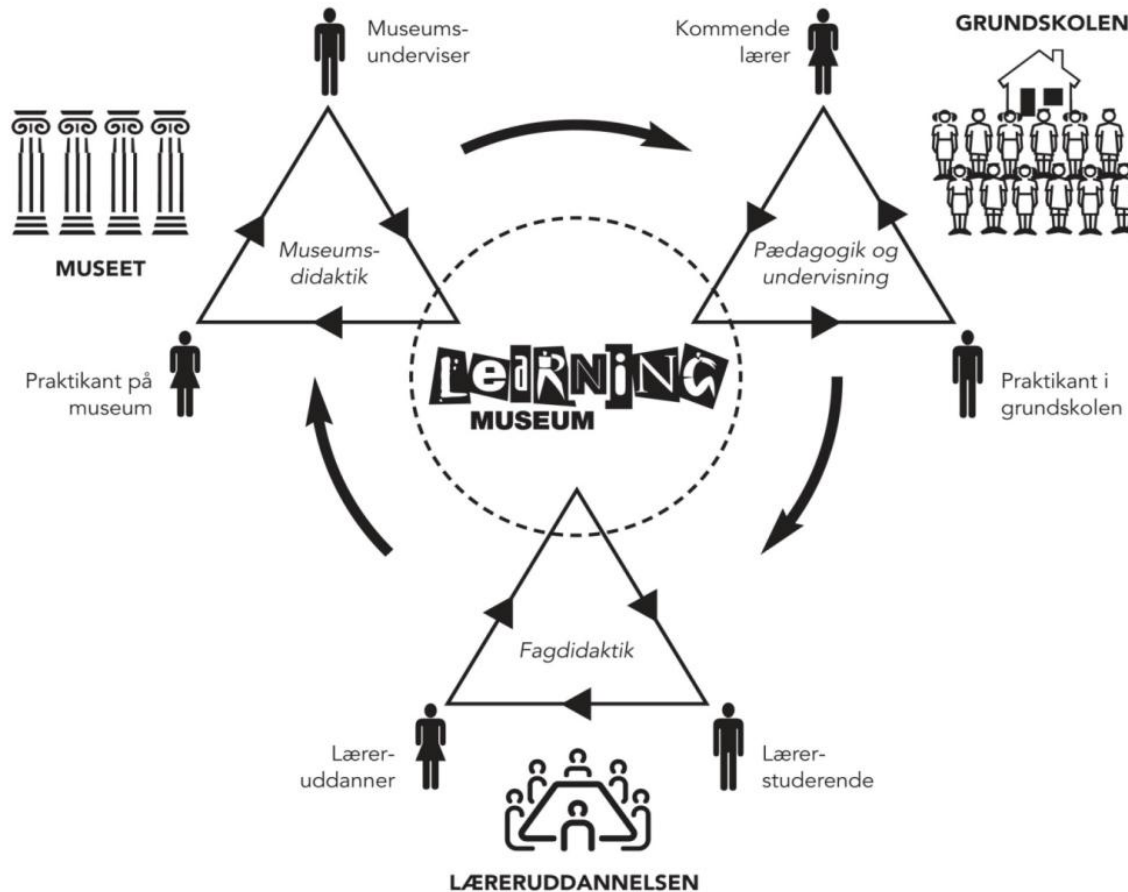 Museums-
underviser
Kommende
lærer
GRUNDSKOLEN
MUSEET
Museums-
didaktik
Pædagogik og
undervisning
Praktikant på
museum
LeaRNiNG
MUSEUM
Praktikant i
grundskolen
Fagdidaktik
Lærer-
uddanner
Lærer-
studerende
LÆRERUDDANNELSEN